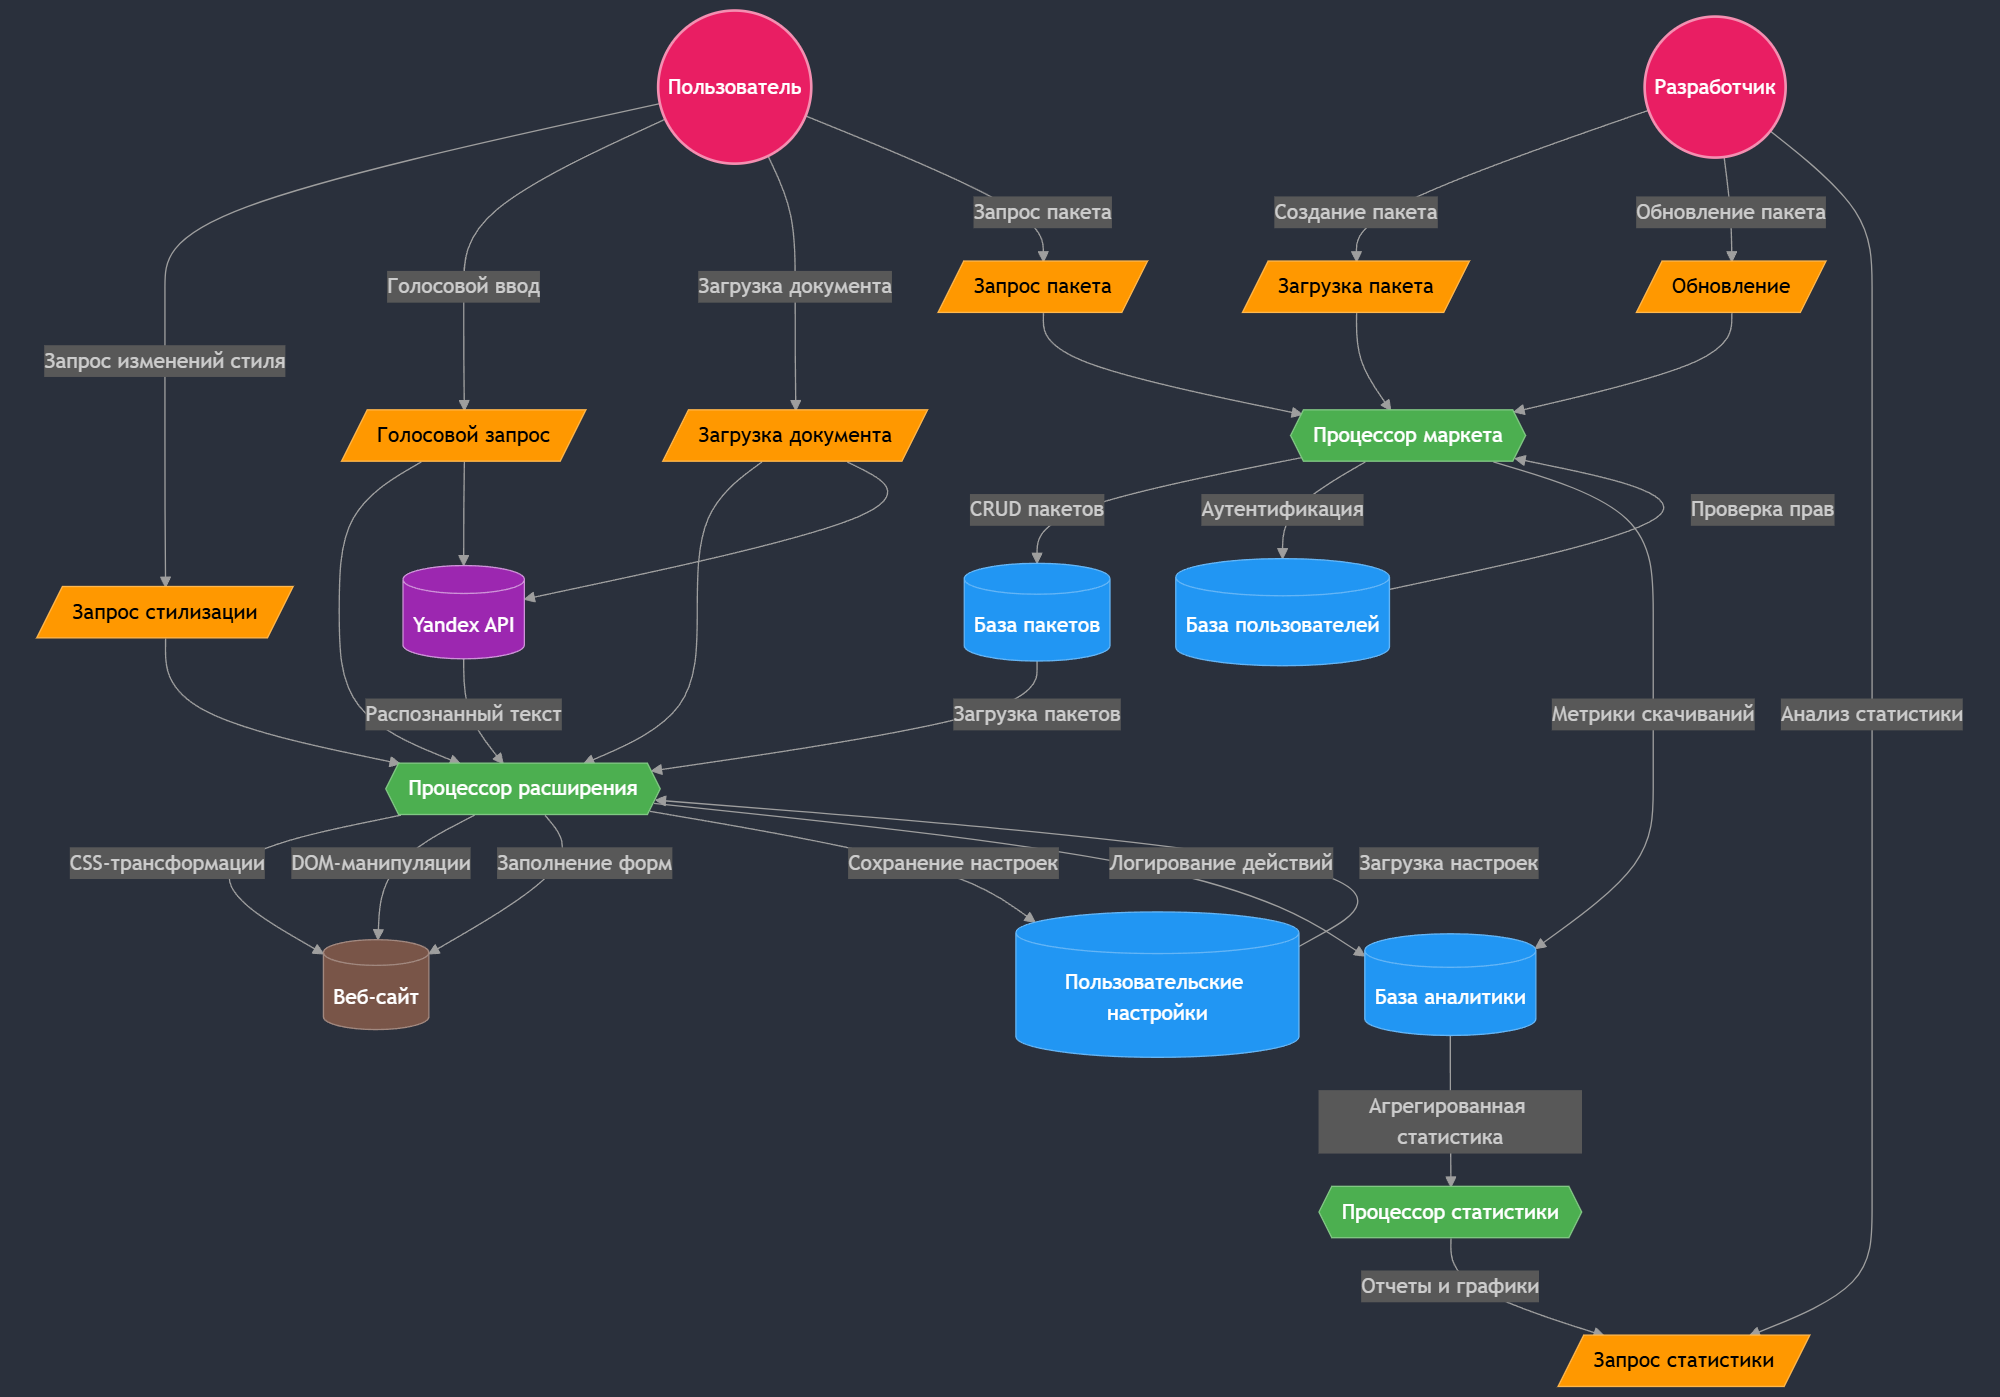 Пользователь
Разработчик
Запрос пакета
Создание пакета
Обновление пакета
Голосовой ввод
Загрузка документа
Запрос пакета
Загрузка пакета
Обновление
Запрос изменений стиля
Голосовой запрос
Загрузка документа
Процессор маркета
CRUD пакетов
Аутентификация
Проверка прав
Запрос стилизации
Yandex API
База пакетов
База пользователей
Распознанный текст
Загрузка пакетов
Метрики скачиваний
Анализ статистики
Процессор расширения
CSS-трансформации
DOM-манипуляции
Заполнение форм
Сохранение настроек
Логирование действий
Загрузка настроек
Веб-сайт
Пользовательские
настройки
База аналитики
Агрегированная
статистика
Процессор статистики
Отчеты и графики
Запрос статистики